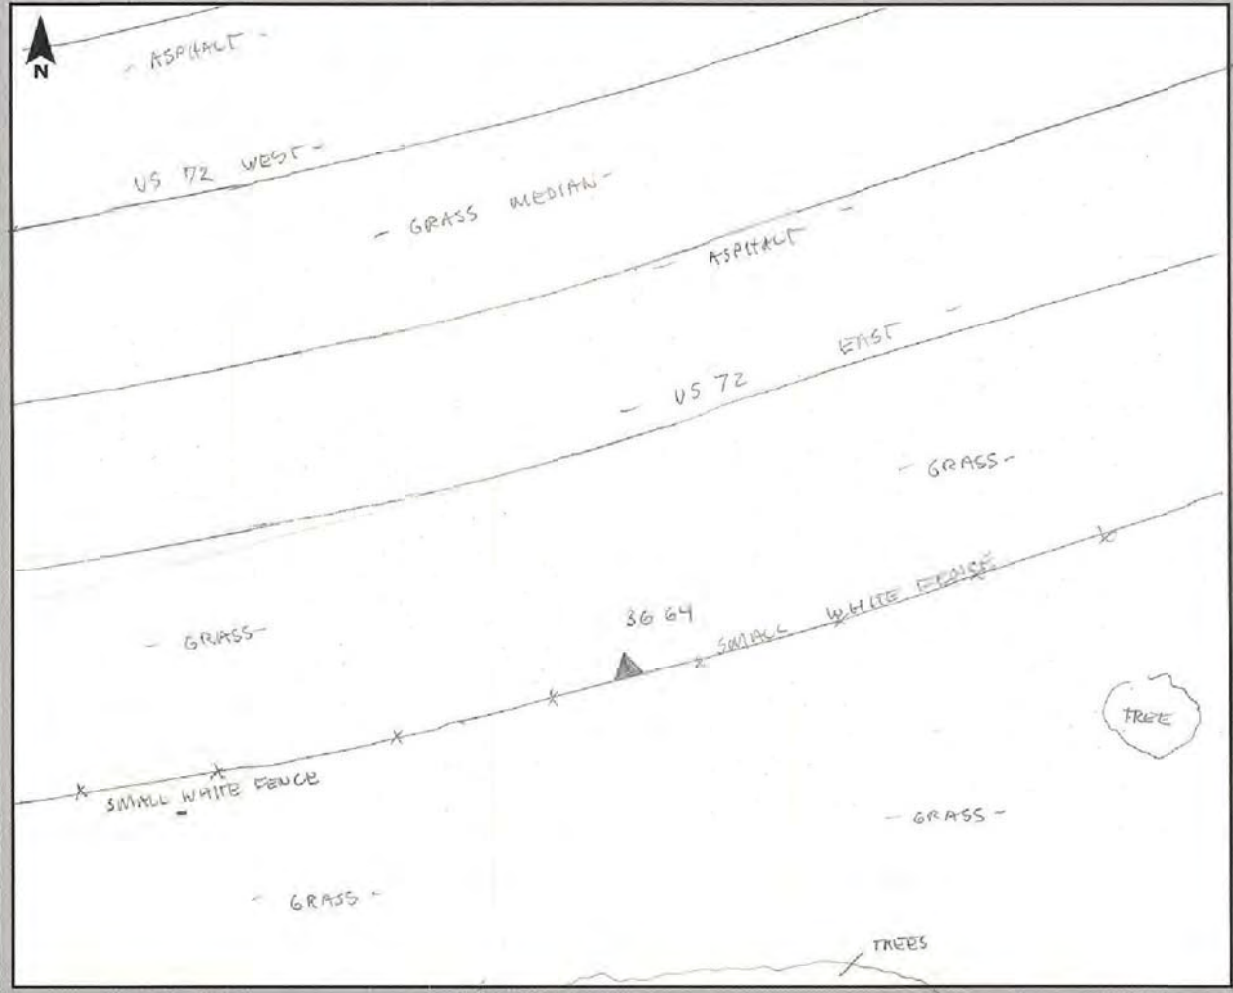 N
- ASPHALT -
US 72 WEST -
- GRASS MEDIAN -
- ASPHALT -
- US 72 EAST -
- GRASS -
SMALL WHITE FENCE
36 64
- GRASS -
TREE
SMALL WHITE FENCE
- GRASS -
- GRASS -
TREES